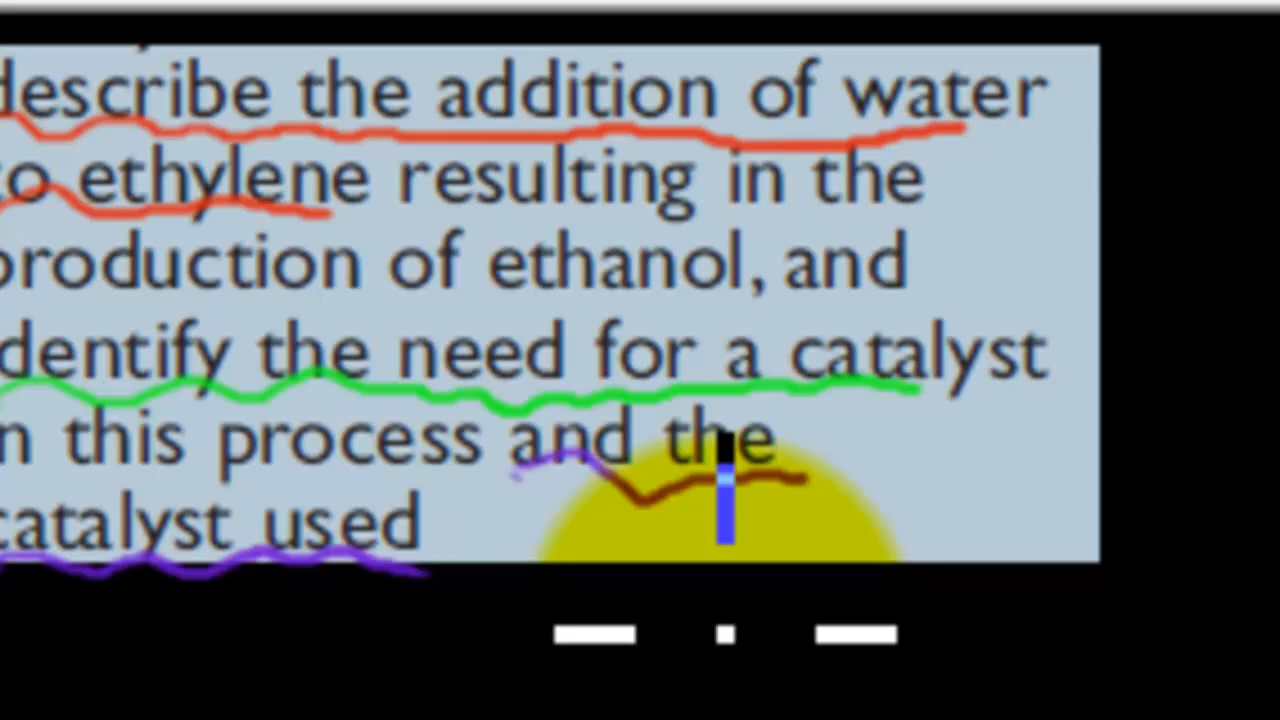 describe the addition of water
to ethylene resulting in the
production of ethanol, and
identify the need for a catalyst
in this process and the
catalyst used